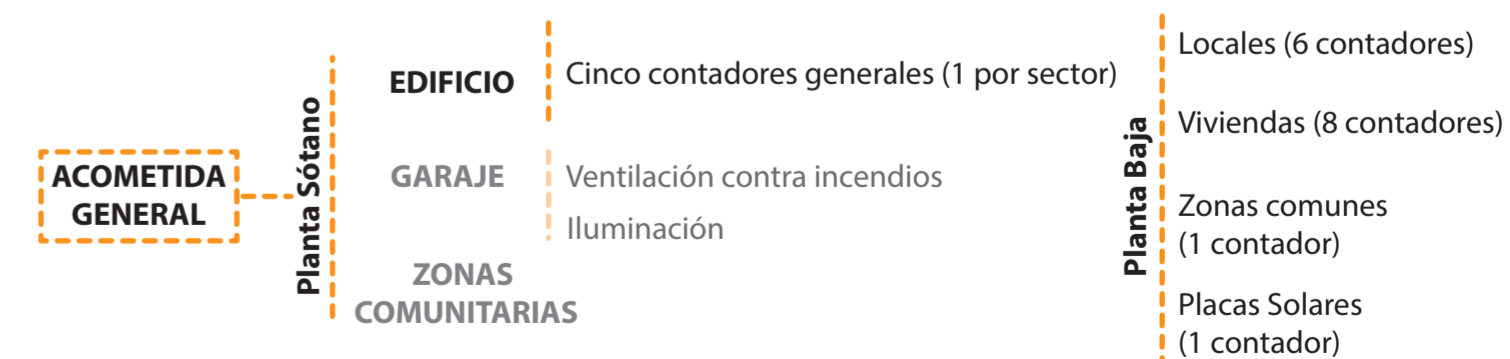 ACOMETIDA
GENERAL
Planta Sótano
EDIFICIO
Cinco contadores generales (1 por sector)
GARAJE
Ventilación contra incendios
Iluminación
ZONAS
COMUNITARIAS
Planta Baja
Locales (6 contadores)
Viviendas (8 contadores)
Zonas comunes
(1 contador)
Placas Solares
(1 contador)